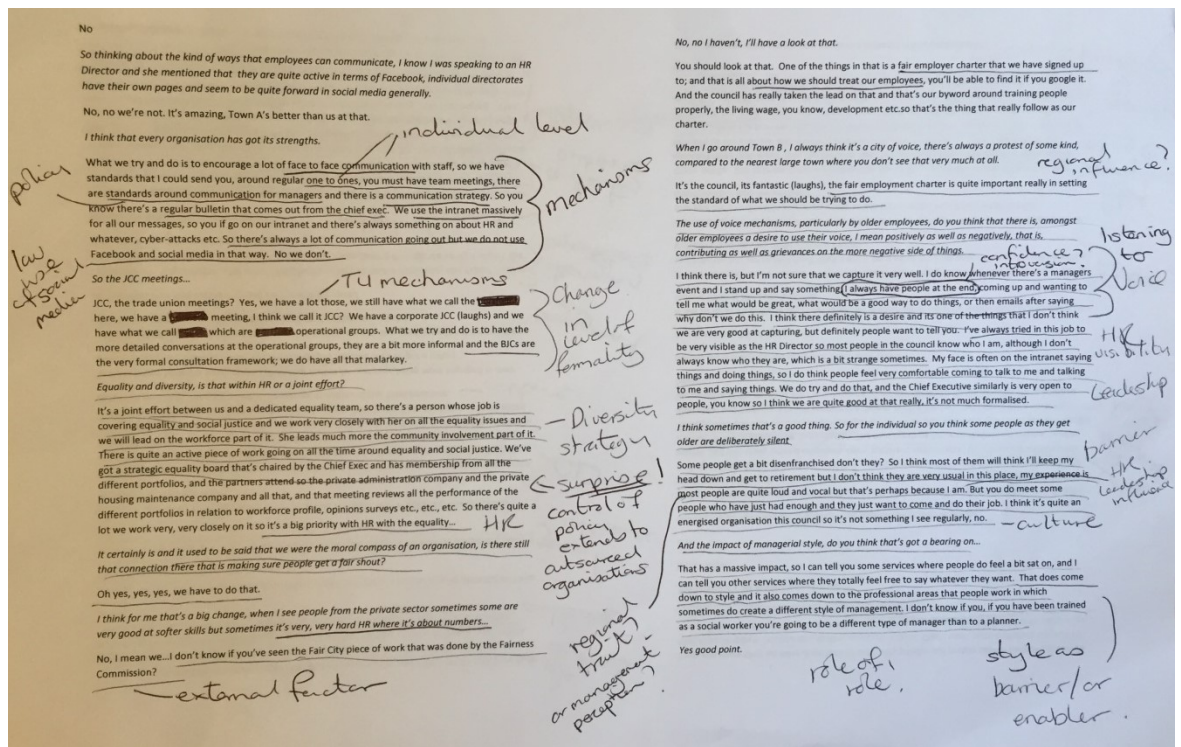 No
So thinking about the kind of ways that employees can communicate, I know I was speaking to an HR
Director and she mentioned that they are quite active in terms of Facebook, individual directorates
have their own pages and seem to be quite forward in social media generally.
No, no we're not. It's amazing, Town A's better than us at that.
I think that every organisation has got its strengths.
individual level
What we try and do is to encourage a lot of face to face communication with staff, so we have
standards that I could send you, around regular one to ones, you must have team meetings, there
are standards around communication for managers and there is a communication strategy. So you
know there's a regular bulletin that comes out from the chief exec. We use the intranet massively
for all our messages, so you if go on our intranet and there's always something on about HR and
whatever, cyber-attacks etc. So there's always a lot of communication going out but we do not use
Facebook and social media in that way. No we don't.
policy
mechanisms
law
use
of social
media
So the JCC meetings...
TU mechanisms
JCC, the trade union meetings? Yes, we have a lot those, we still have what we call the
here, we have a meeting, I think we call it JCC? We have a corporate JCC (laughs) and we
have what we call which are operational groups. What we try and do is to have the
more detailed conversations at the operational groups, they are a bit more informal and the BJCs are
the very formal consultation framework; we do have all that malarkey.
Change
in
level of
formality
Equality and diversity, is that within HR or a joint effort?
It's a joint effort between us and a dedicated equality team, so there's a person whose job is
covering equality and social justice and we work very closely with her on all the equality issues and
we will lead on the workforce part of it. She leads much more the community involvement part of it.
There is quite an active piece of work going on all the time around equality and social justice. We've
got a strategic equality board that's chaired by the Chief Exec and has membership from all the
different portfolios, and the partners attend so the private administration company and the private
housing maintenance company and all that, and that meeting reviews all the performance of the
different portfolios in relation to workforce profile, opinions surveys etc., etc., etc. So there's quite a
lot we work very, very closely on it so it's a big priority with HR with the equality...
HR
– Diversity
strategy
surprise!
control of
policy
extends to
outsourced
organisations
It certainly is and it used to be said that we were the moral compass of an organisation, is there still
that connection there that is making sure people get a fair shout?
Oh yes, yes, yes, we have to do that.
I think for me that's a big change, when I see people from the private sector sometimes some are
very good at softer skills but sometimes it's very, very hard HR where it's about numbers...
No, I mean we...I don't know if you've seen the Fair City piece of work that was done by the Fairness
Commission?
– external factor
regional
trait?
or management
perception?
No, no I haven't, I'll have a look at that.
You should look at that. One of the things in that is a fair employer charter that we have signed up
to; and that is all about how we should treat our employees, you'll be able to find it if you google it.
And the council has really taken the lead on that and that's our byword around training people
properly, the living wage, you know, development etc.so that's the thing that really follow as our
charter.
When I go around Town B , I always think it's a city of voice, there's always a protest of some kind,
compared to the nearest large town where you don't see that very much at all.
regional
influence?
It's the council, its fantastic (laughs), the fair employment charter is quite important really in setting
the standard of what we should be trying to do.
The use of voice mechanisms, particularly by older employees, do you think that there is, amongst
older employees a desire to use their voice, I mean positively as well as negatively, that is,
contributing as well as grievances on the more negative side of things.
confidence?
introversion.
listening
to
Voice
I think there is, but I'm not sure that we capture it very well. I do know whenever there's a managers
event and I stand up and say something I always have people at the end, coming up and wanting to
tell me what would be great, what would be a good way to do things, or then emails after saying
why don't we do this. I think there definitely is a desire and its one of the things that I don't think
we are very good at capturing, but definitely people want to tell you. I've always tried in this job to
be very visible as the HR Director so most people in the council know who I am, although I don't
always know who they are, which is a bit strange sometimes. My face is often on the intranet saying
things and doing things, so I do think people feel very comfortable coming to talk to me and talking
to me and saying things. We do try and do that, and the Chief Executive similarly is very open to
people, you know so I think we are quite good at that really, it's not much formalised.
HR
visibility
Leadership
I think sometimes that's a good thing. So for the individual so you think some people as they get
older are deliberately silent
barrier
Some people get a bit disenfranchised don't they? So I think most of them will think I'll keep my
head down and get to retirement but I don't think they are very usual in this place, my experience is
most people are quite loud and vocal but that's perhaps because I am. But you do meet some
people who have just had enough and they just want to come and do their job. I think it's quite an
energised organisation this council so it's not something I see regularly, no.
HR
leadership
influence
– culture
And the impact of managerial style, do you think that's got a bearing on...
That has a massive impact, so I can tell you some services where people do feel a bit sat on, and I
can tell you other services where they totally feel free to say whatever they want. That does come
down to style and it also comes down to the professional areas that people work in which
sometimes do create a different style of management. I don't know if you, if you have been trained
as a social worker you're going to be a different type of manager than to a planner.
Yes good point.
role of
role.
style as
barrier/or
enabler.